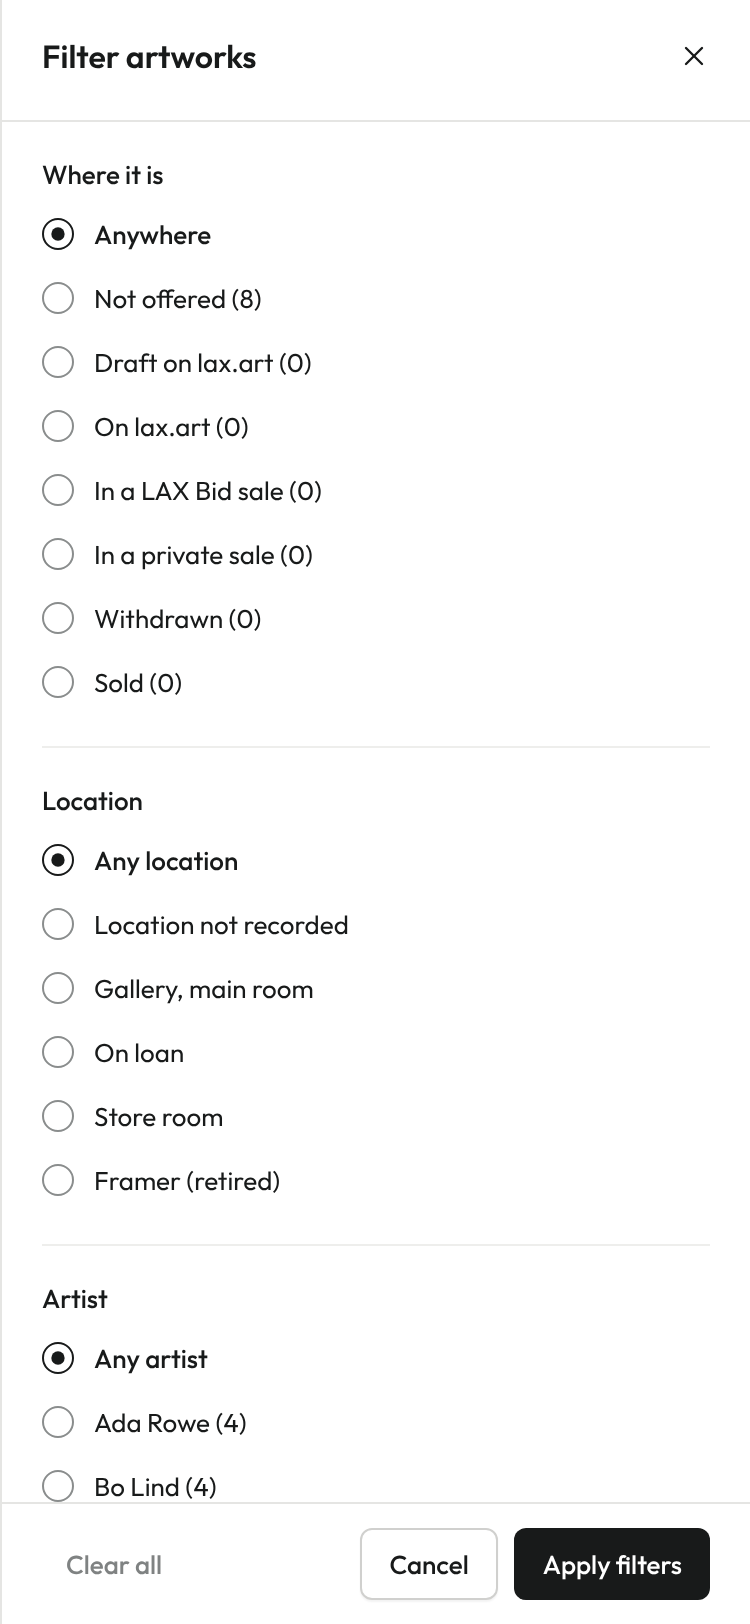 Filter artworks
Where it is
Anywhere
Not offered (8)
Draft on lax.art (0)
On lax.art (0)
In a LAX Bid sale (0)
In a private sale (0)
Withdrawn (0)
Sold (0)
Location
Any location
Location not recorded
Gallery, main room
On loan
Store room
Framer (retired)
Artist
Any artist
Ada Rowe (4)
Bo Lind (4)
Clear all
Cancel
Apply filters